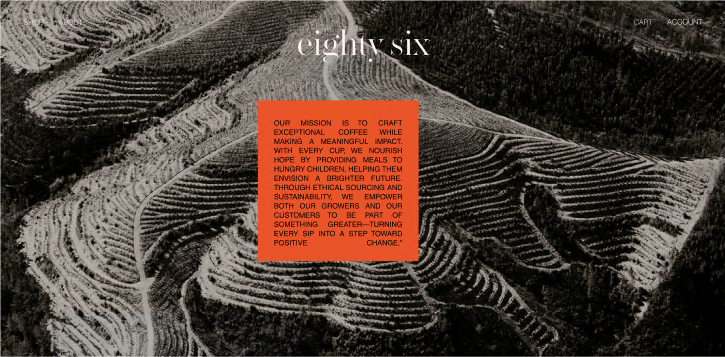 SHOP ABOUT
CART ACCOUNT
eighty six
OUR MISSION IS TO CRAFT
EXCEPTIONAL COFFEE WHILE
MAKING A MEANINGFUL IMPACT.
WITH EVERY CUP, WE NOURISH
HOPE BY PROVIDING MEALS TO
HUNGRY CHILDREN, HELPING THEM
ENVISION A BRIGHTER FUTURE.
THROUGH ETHICAL SOURCING AND
SUSTAINABILITY, WE EMPOWER
BOTH OUR GROWERS AND OUR
CUSTOMERS TO BE PART OF
SOMETHING GREATER—TURNING
EVERY SIP INTO A STEP TOWARD
POSITIVE CHANGE."